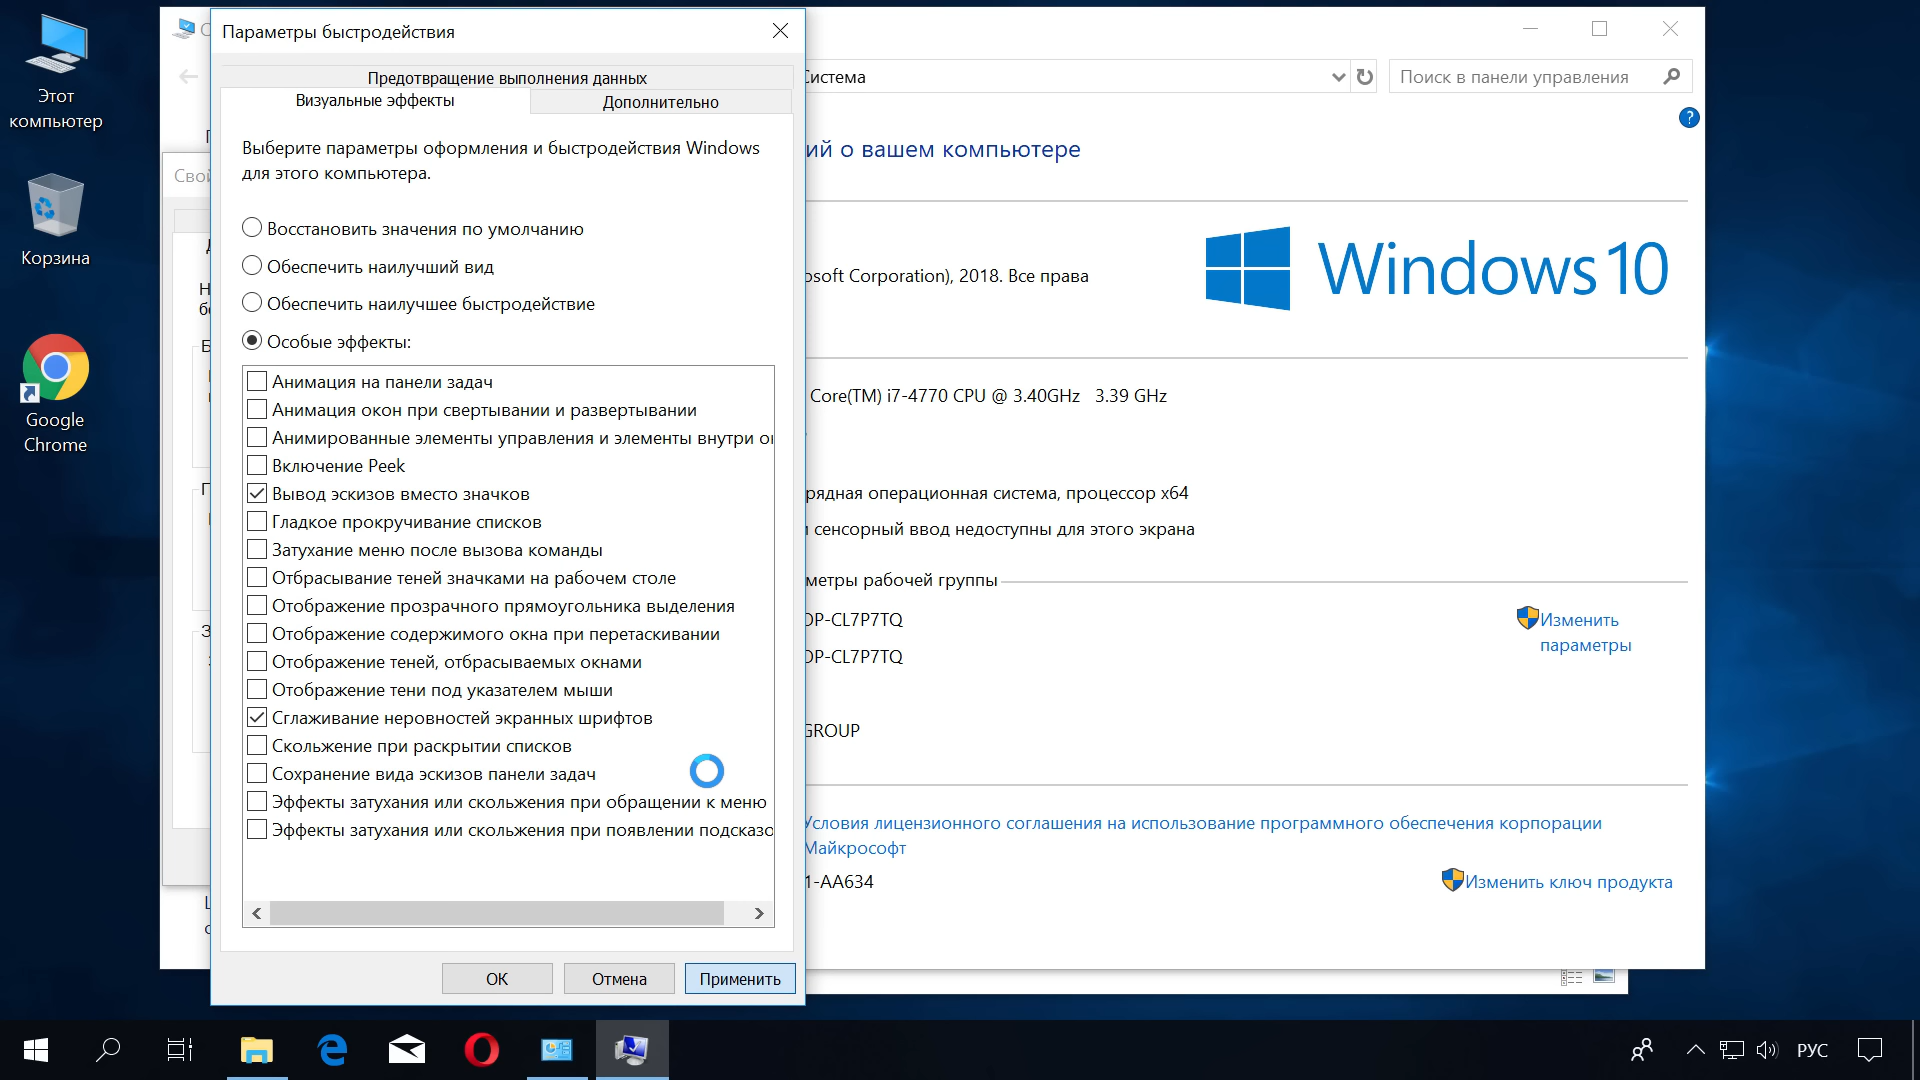 Этот
компьютер
Корзина
Google
Chrome
Параметры быстродействия
Предотвращение выполнения данных
Визуальные эффекты
Дополнительно
Выберите параметры оформления и быстродействия Windows
для этого компьютера.
Восстановить значения по умолчанию
Обеспечить наилучший вид
Обеспечить наилучшее быстродействие
Особые эффекты:
Анимация на панели задач
Анимация окон при свертывании и развертывании
Анимированные элементы управления и элементы внутри
Включение Peek
Вывод эскизов вместо значков
Гладкое прокручивание списков
Затухание меню после вызова команды
Отбрасывание теней значками на рабочем столе
Отображение прозрачного прямоугольника выделения
Отображение содержимого окна при перетаскивании
Отображение теней, отбрасываемых окнами
Отображение тени под указателем мыши
Сглаживание неровностей экранных шрифтов
Скольжение при раскрытии списков
Сохранение вида эскизов панели задач
Эффекты затухания или скольжения при обращении к меню
Эффекты затухания или скольжения при появлении подсказо
ОК
Отмена
Применить
Свой
Система
Поиск в панели управления
?
ий о вашем компьютере
osoft Corporation), 2018. Все права
Windows 10
Core(TM) i7-4770 CPU @ 3.40GHz 3.39 GHz
рядная операционная система, процессор x64
и сенсорный ввод недоступны для этого экрана
метры рабочей группы
OP-CL7P7TQ
Изменить
параметры
OP-CL7P7TQ
GROUP
Условия лицензионного соглашения на использование программного обеспечения корпорации
Майкрософт
1-AA634
Изменить ключ продукта
РУС